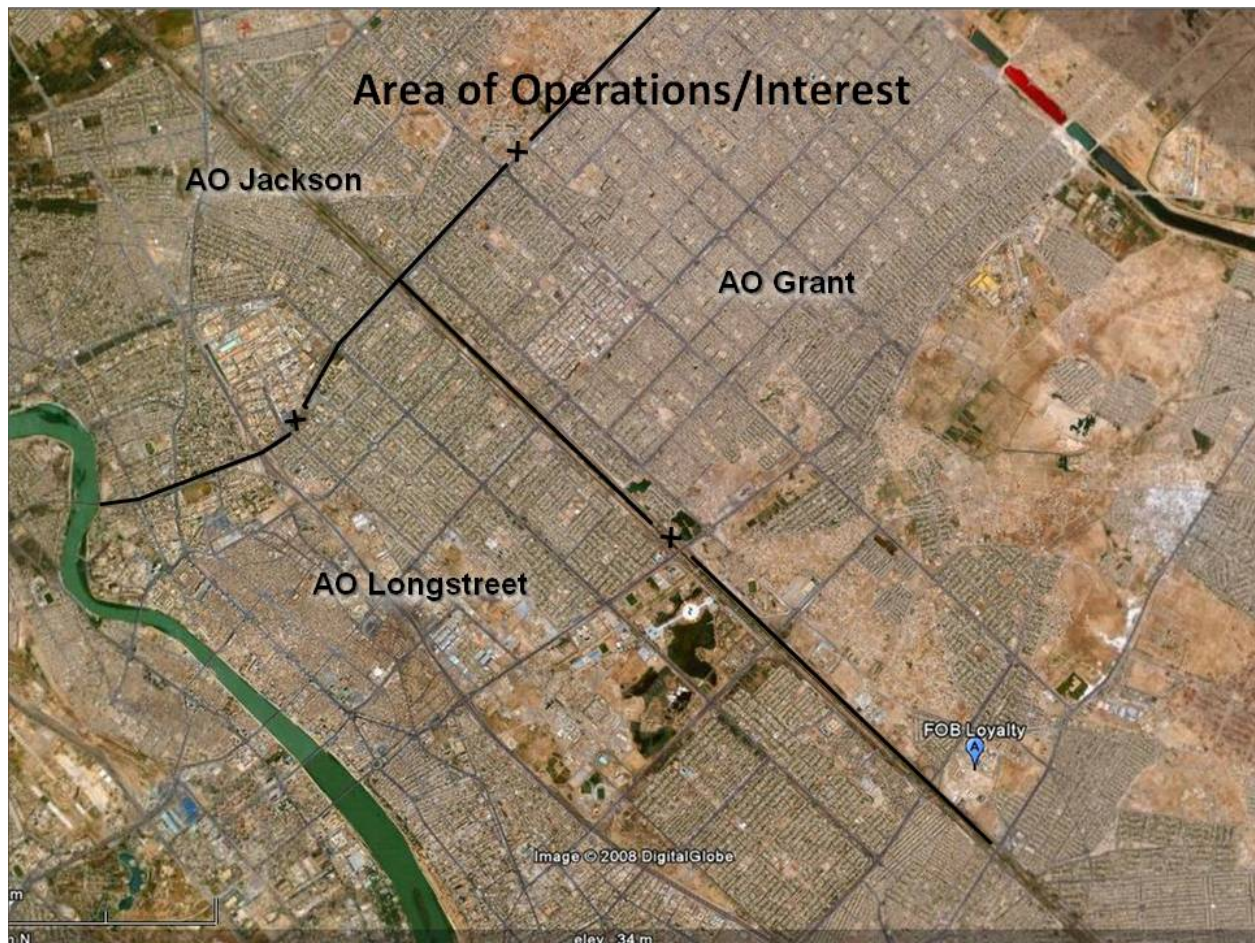 Area of Operations/Interest
AO Jackson
AO Grant
AO Longstreet
FOB Loyalty
A
Image © 2008 DigitalGlobe
m
N
elev 34 m